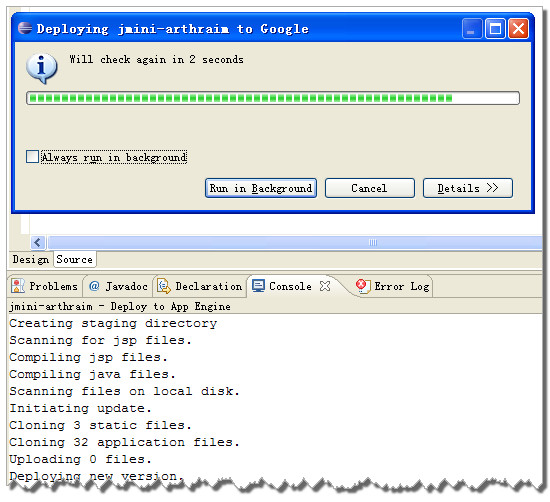 Deploying jmini-arthraim to Google
Will check again in 2 seconds
Always run in background
Run in Background
Cancel
Details >>
Design
Source
Problems
@ Javadoc
Declaration
Console
Error Log
jmini-arthraim - Deploy to App Engine
Creating staging directory
Scanning for jsp files.
Compiling jsp files.
Compiling java files.
Scanning files on local disk.
Initiating update.
Cloning 3 static files.
Cloning 32 application files.
Uploading 0 files.
Deploying new version.